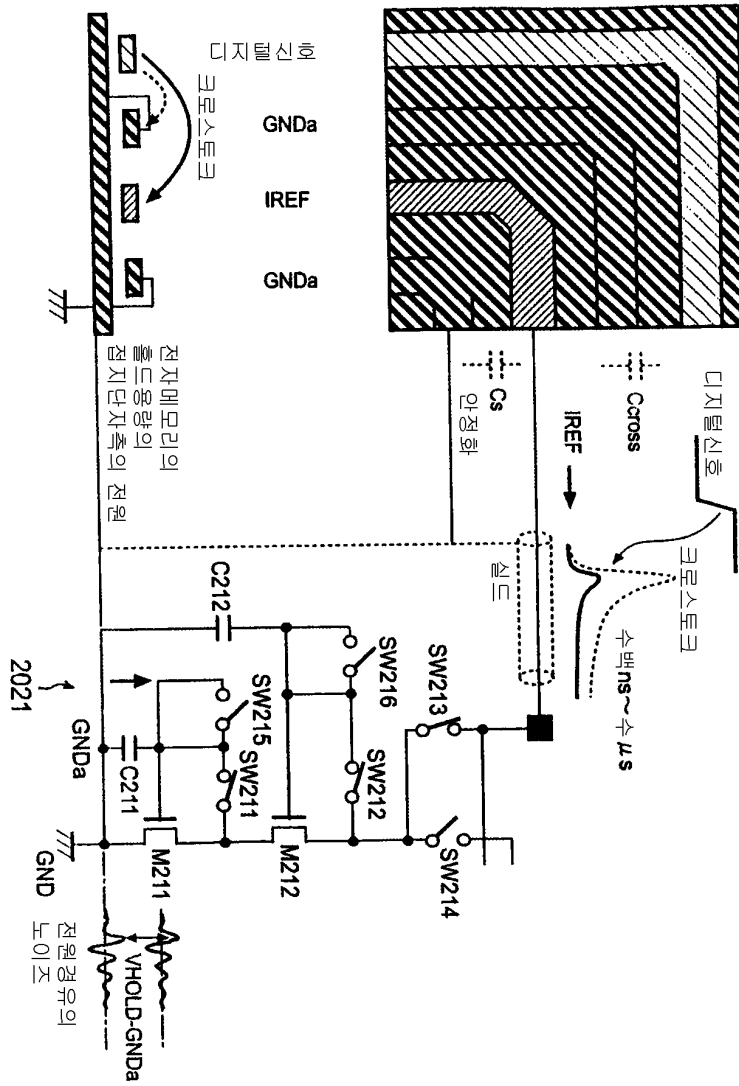 디지털신호
크로스토크
GNDa
IREF
GNDa
전자메모리의
홀드용량의
접지단자측의 전원
디지털신호
Ccross
IREF
Cs
안정화
크로스토크
수백ns~수μs
실드
C212
SW216
SW213
SW212
SW214
SW215
SW211
2021
GNDa
C211
M211
M212
GND
VHOLD-GNDa
전원경유의
노이즈